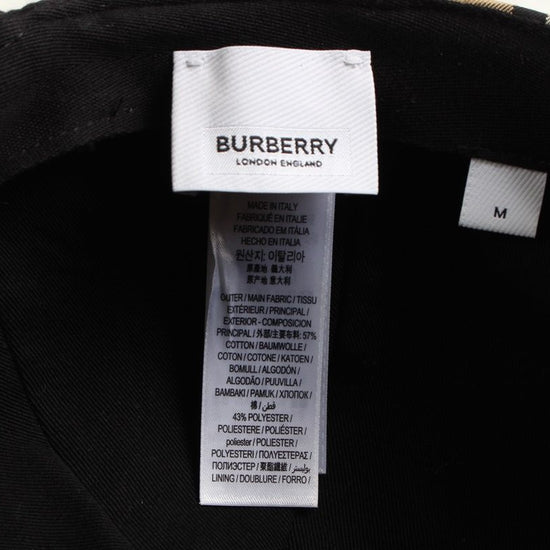 BURBERRY
LONDON ENGLAND
M
MADE IN ITALY
FABRIQUÉ EN ITALIE
FABRICADO EM ITÁLIA
HECHO EN ITALIA
원산지: 이탈리아
原產地 義大利
原产地 意大利
OUTER / MAIN FABRIC / TISSU
EXTÉRIEUR / PRINCIPAL /
EXTERIOR - COMPOSICION
PRINCIPAL / 外部/主要布料: 57%
COTTON / BAUMWOLLE /
COTON / COTONE / KATOEN /
BOMULL / ALGODÓN /
ALGODÃO / PUUVILLA /
BAMBAKI / PAMUK / ХЛОПОК
棉 / قطن /
43% POLYESTER /
POLIESTERE / POLIÉSTER /
poliester / POLYESTER /
POLYESTERI / ΠΟΛΥΕΣΤΕΡΑΣ /
ПОЛИЭСТЕР / 聚酯纖維 / بوليستر /
LINING / DOUBLURE / FORRO /